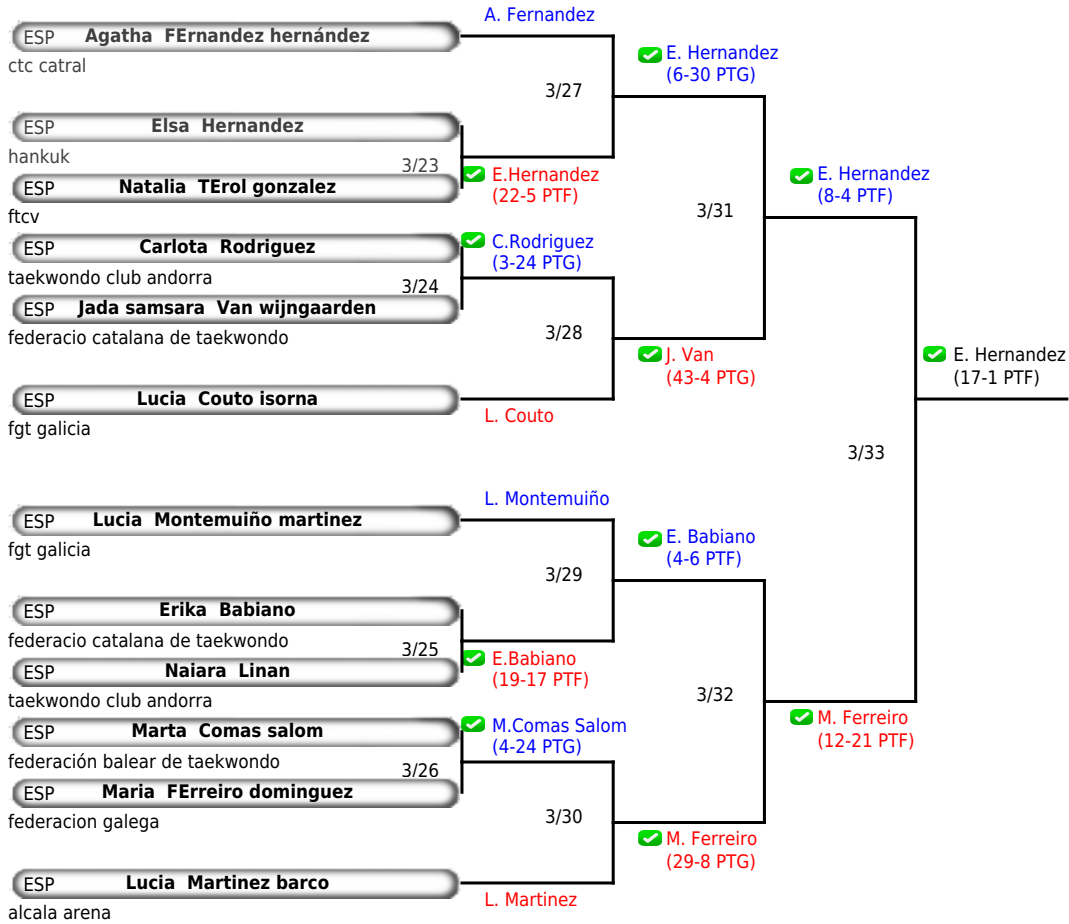 A. Fernandez
ESP Agatha FErnandez hernández
ctc catral
E. Hernandez
(6-30 PTG)
3/27
ESP Elsa Hernandez
hankuk
3/23
E.Hernandez
(22-5 PTF)
ESP Natalia TErol gonzalez
ftcv
E. Hernandez
(8-4 PTF)
3/31
ESP Carlota Rodriguez
taekwondo club andorra
C.Rodriguez
(3-24 PTG)
3/24
ESP Jada samsara Van wijngaarden
federacio catalana de taekwondo
3/28
J. Van
(43-4 PTG)
E. Hernandez
(17-1 PTF)
ESP Lucia Couto isorna
fgt galicia
L. Couto
3/33
L. Montemuiño
ESP Lucia Montemuiño martinez
fgt galicia
E. Babiano
(4-6 PTF)
3/29
ESP Erika Babiano
federacio catalana de taekwondo
3/25
E.Babiano
(19-17 PTF)
ESP Naiara Linan
taekwondo club andorra
3/32
M. Ferreiro
(12-21 PTF)
ESP Marta Comas salom
federación balear de taekwondo
M.Comas Salom
(4-24 PTG)
3/26
ESP Maria FErreiro dominguez
federacion galega
3/30
M. Ferreiro
(29-8 PTG)
ESP Lucia Martinez barco
alcala arena
L. Martinez